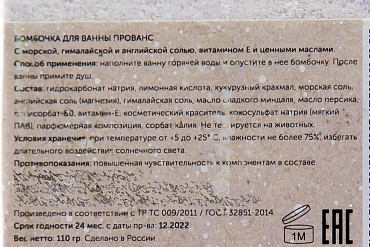 БОМБОЧКА ДЛЯ ВАННЫ ПРОВАНС
С морской, гималайской и английской солью, витамином Е и ценными маслами.
Способ применения: наполните ванну горячей воды и опустите в нее бомбочку. После
ванны примите душ.
Состав: гидрокарбонат натрия, лимонная кислота, кукурузный крахмал, морская соль,
английская соль (магнезия), гималайская соль, масло сладкого миндаля, масло персика,
полисорбат-60, витамин-Е, косметический краситель, кокосульфат натрия (мягкий
ПАВ), парфюмерная композиция, сорбат калия. Не тестируется на животных
Условия хранения: при температуре от +5 до +25° С, влажности не более 75%, избегать
длительного воздействия солнечного света.
Противопоказания: повышенная чувствительность к компонентам в составе.
Произведено в соответствии с ТР ТС 009/2011 / ГОСТ 32851-2014
Срок годности 24 мес. с даты пр-ва: 12.2022
Вес нетто: 110 гр Сделано в России
1М
ЕАС